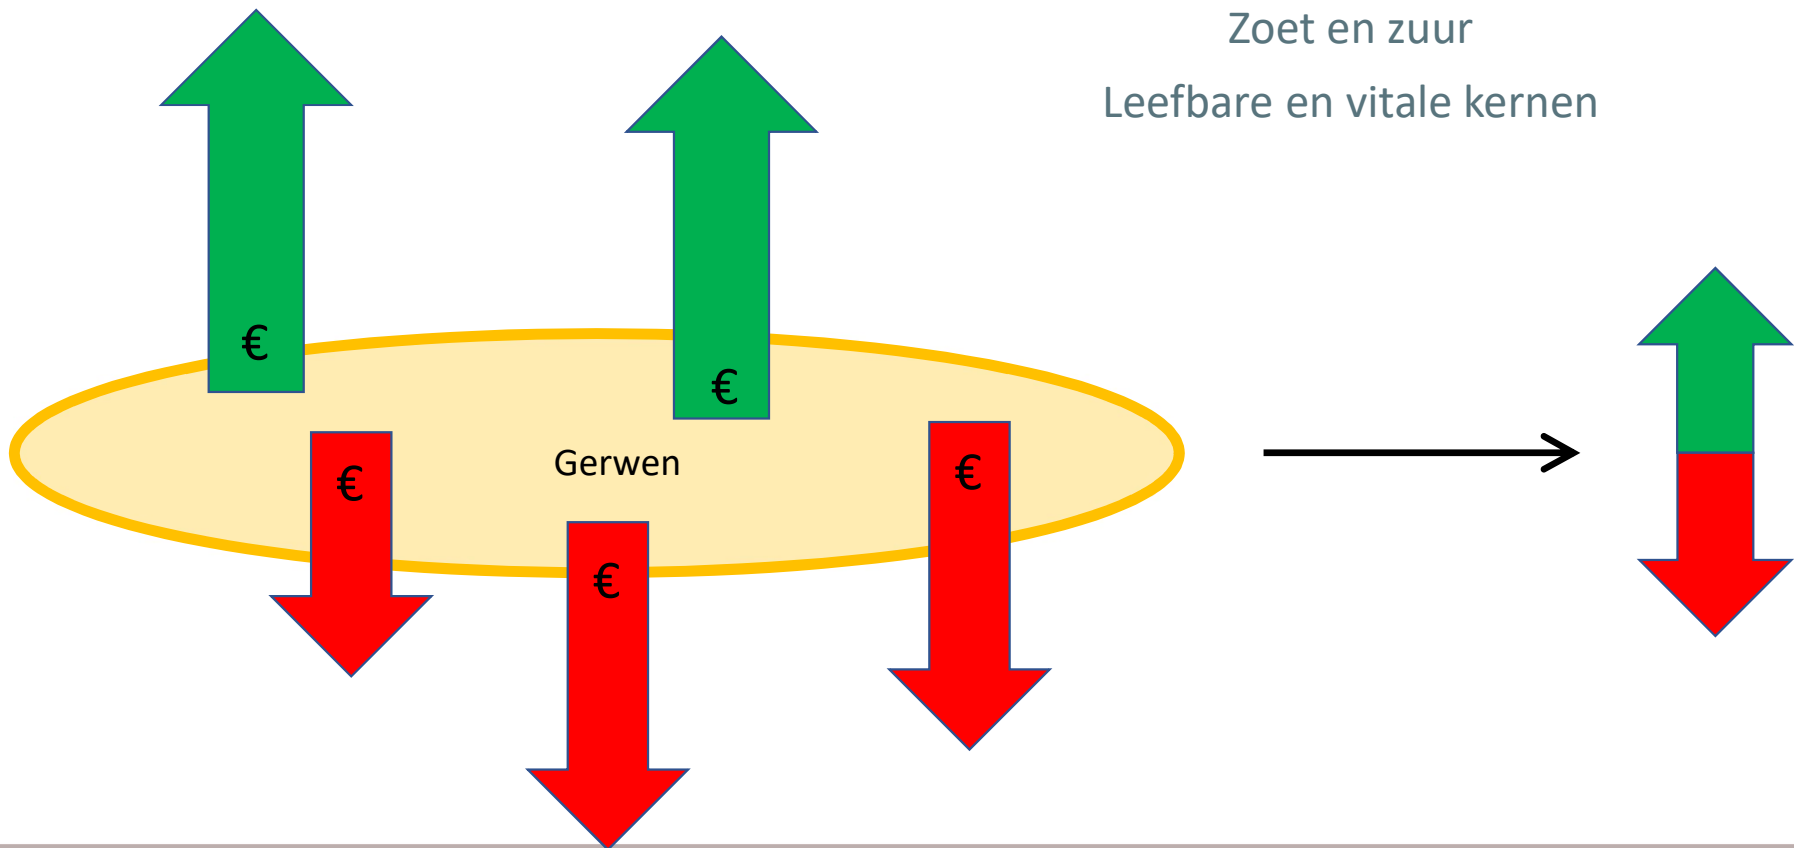 Zoet en zuur
Leefbare en vitale kernen
€
€
Gerwen
€
€
€